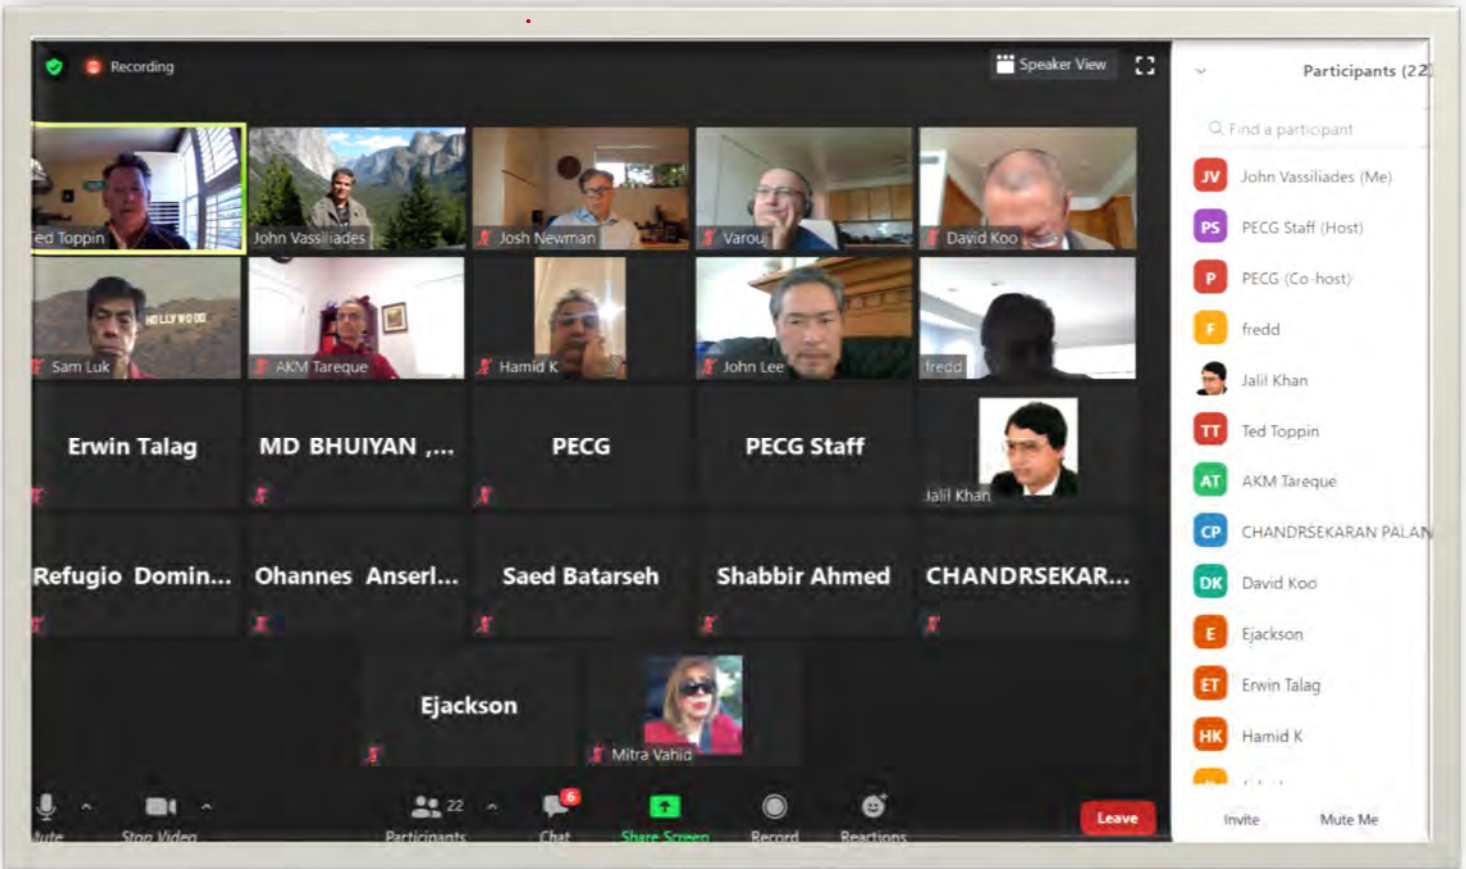 Recording
Speaker View
Participants (22
Find a participant
ed Toppin
John Vassiliades
Josh Newman
Varouj
David Koo
Sam Luk
HOLLYWOOD
AKM Tareque
Hamid K
John Lee
fredd
Erwin Talag
MD BHUIYAN ,...
PECG
PECG Staff
Jalil Khan
Refugio Domin...
Ohannes Anserl...
Saed Batarseh
Shabbir Ahmed
CHANDRSEKAR...
Ejackson
Mitra Vahid
JV John Vassiliades (Me)
PS PECG Staff (Host)
P PECG (Co-host)
F fredd
Jalil Khan
TT Ted Toppin
AT AKM Tareque
CP CHANDRSEKARAN PALAN
DK David Koo
E Ejackson
ET Erwin Talag
HK Hamid K
Invite
Mute Me
Mute
Stop Video
22
Participants
6
Chat
Share Screen
Record
Reactions
Leave